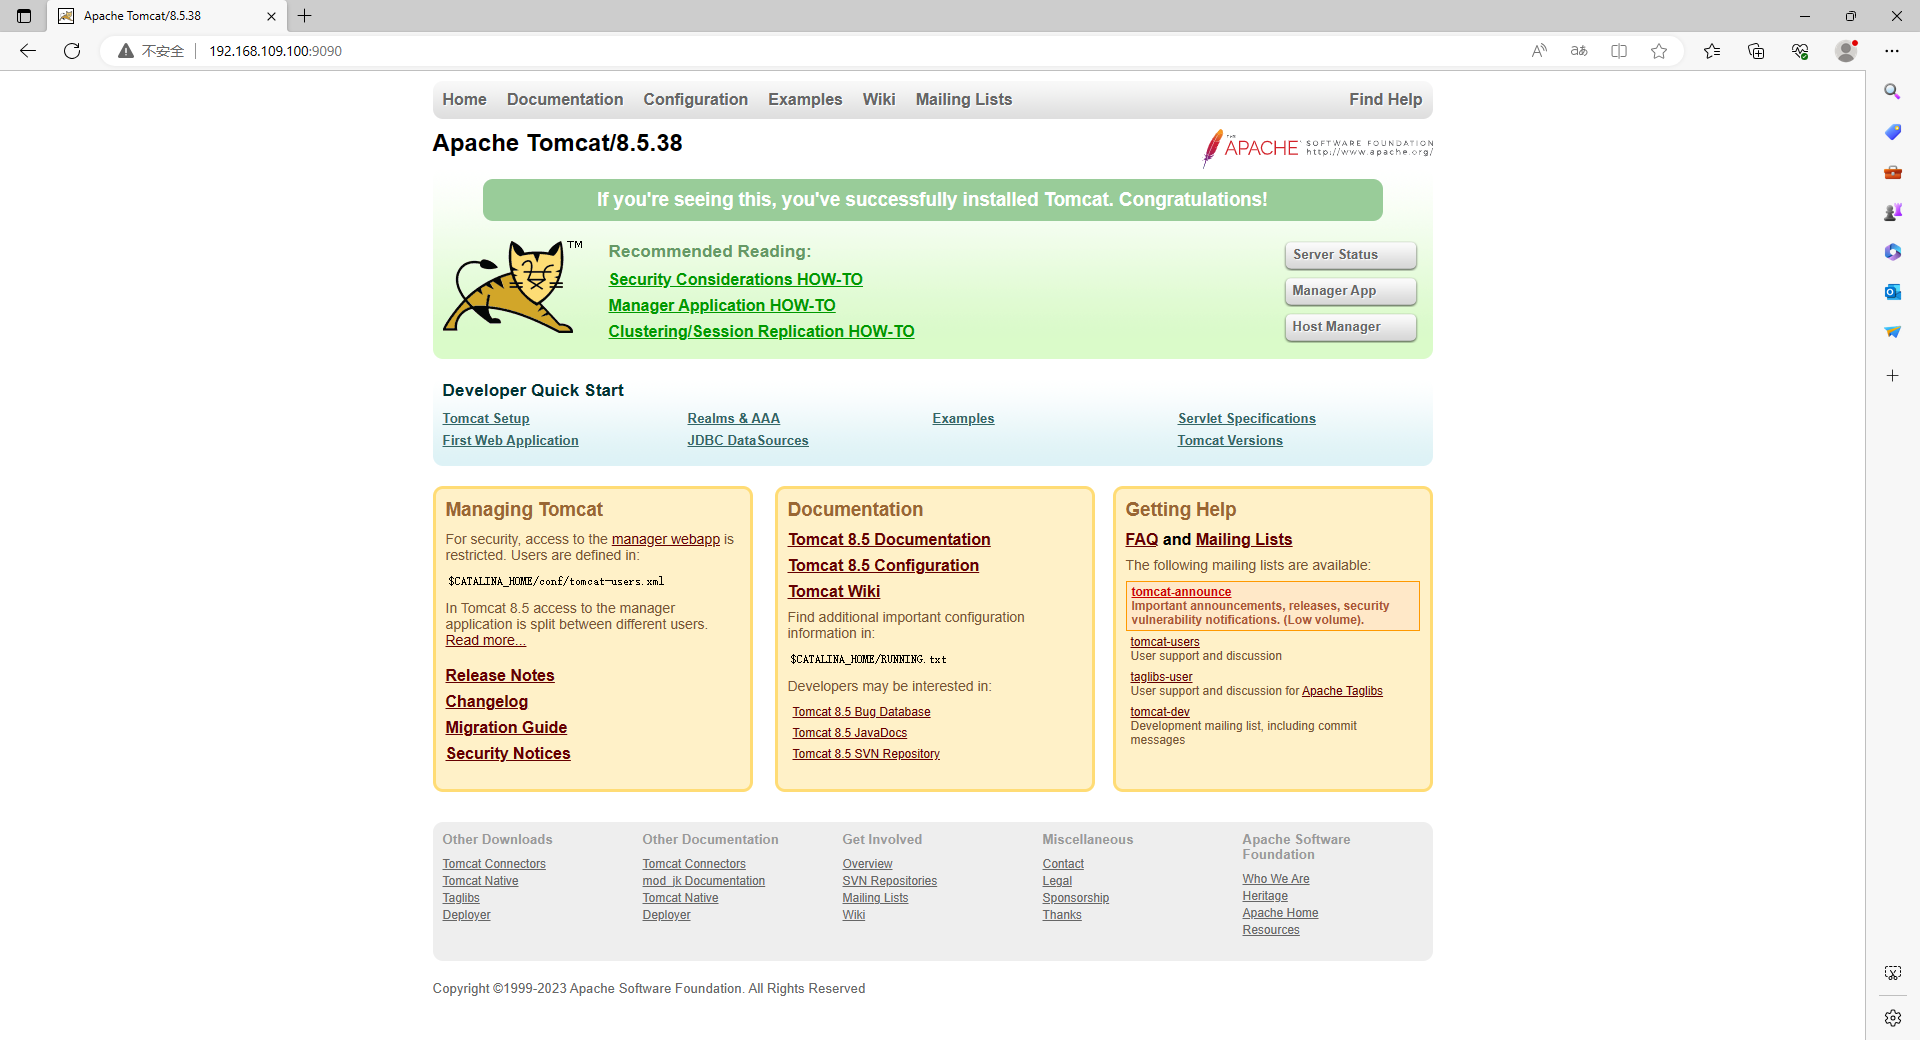 Apache Tomcat/8.5.38
不安全 192.168.109.100:9090
Home Documentation Configuration Examples Wiki Mailing Lists Find Help
Apache Tomcat/8.5.38
THE
APACHE
SOFTWARE FOUNDATION
http://www.apache.org/
If you're seeing this, you've successfully installed Tomcat. Congratulations!
TM
Recommended Reading:
Security Considerations HOW-TO
Manager Application HOW-TO
Clustering/Session Replication HOW-TO
Server Status
Manager App
Host Manager
Developer Quick Start
Tomcat Setup
First Web Application
Realms & AAA
JDBC DataSources
Examples
Servlet Specifications
Tomcat Versions
Managing Tomcat
For security, access to the manager webapp is
restricted. Users are defined in:
$CATALINA_HOME/conf/tomcat-users.xml
In Tomcat 8.5 access to the manager
application is split between different users.
Read more...
Release Notes
Changelog
Migration Guide
Security Notices
Documentation
Tomcat 8.5 Documentation
Tomcat 8.5 Configuration
Tomcat Wiki
Find additional important configuration
information in:
$CATALINA_HOME/RUNNING.txt
Developers may be interested in:
Tomcat 8.5 Bug Database
Tomcat 8.5 JavaDocs
Tomcat 8.5 SVN Repository
Getting Help
FAQ and Mailing Lists
The following mailing lists are available:
tomcat-announce
Important announcements, releases, security
vulnerability notifications. (Low volume).
tomcat-users
User support and discussion
taglibs-user
User support and discussion for Apache Taglibs
tomcat-dev
Development mailing list, including commit
messages
Other Downloads
Tomcat Connectors
Tomcat Native
Taglibs
Deployer
Other Documentation
Tomcat Connectors
mod_jk Documentation
Tomcat Native
Deployer
Get Involved
Overview
SVN Repositories
Mailing Lists
Wiki
Miscellaneous
Contact
Legal
Sponsorship
Thanks
Apache Software
Foundation
Who We Are
Heritage
Apache Home
Resources
Copyright ©1999-2023 Apache Software Foundation. All Rights Reserved